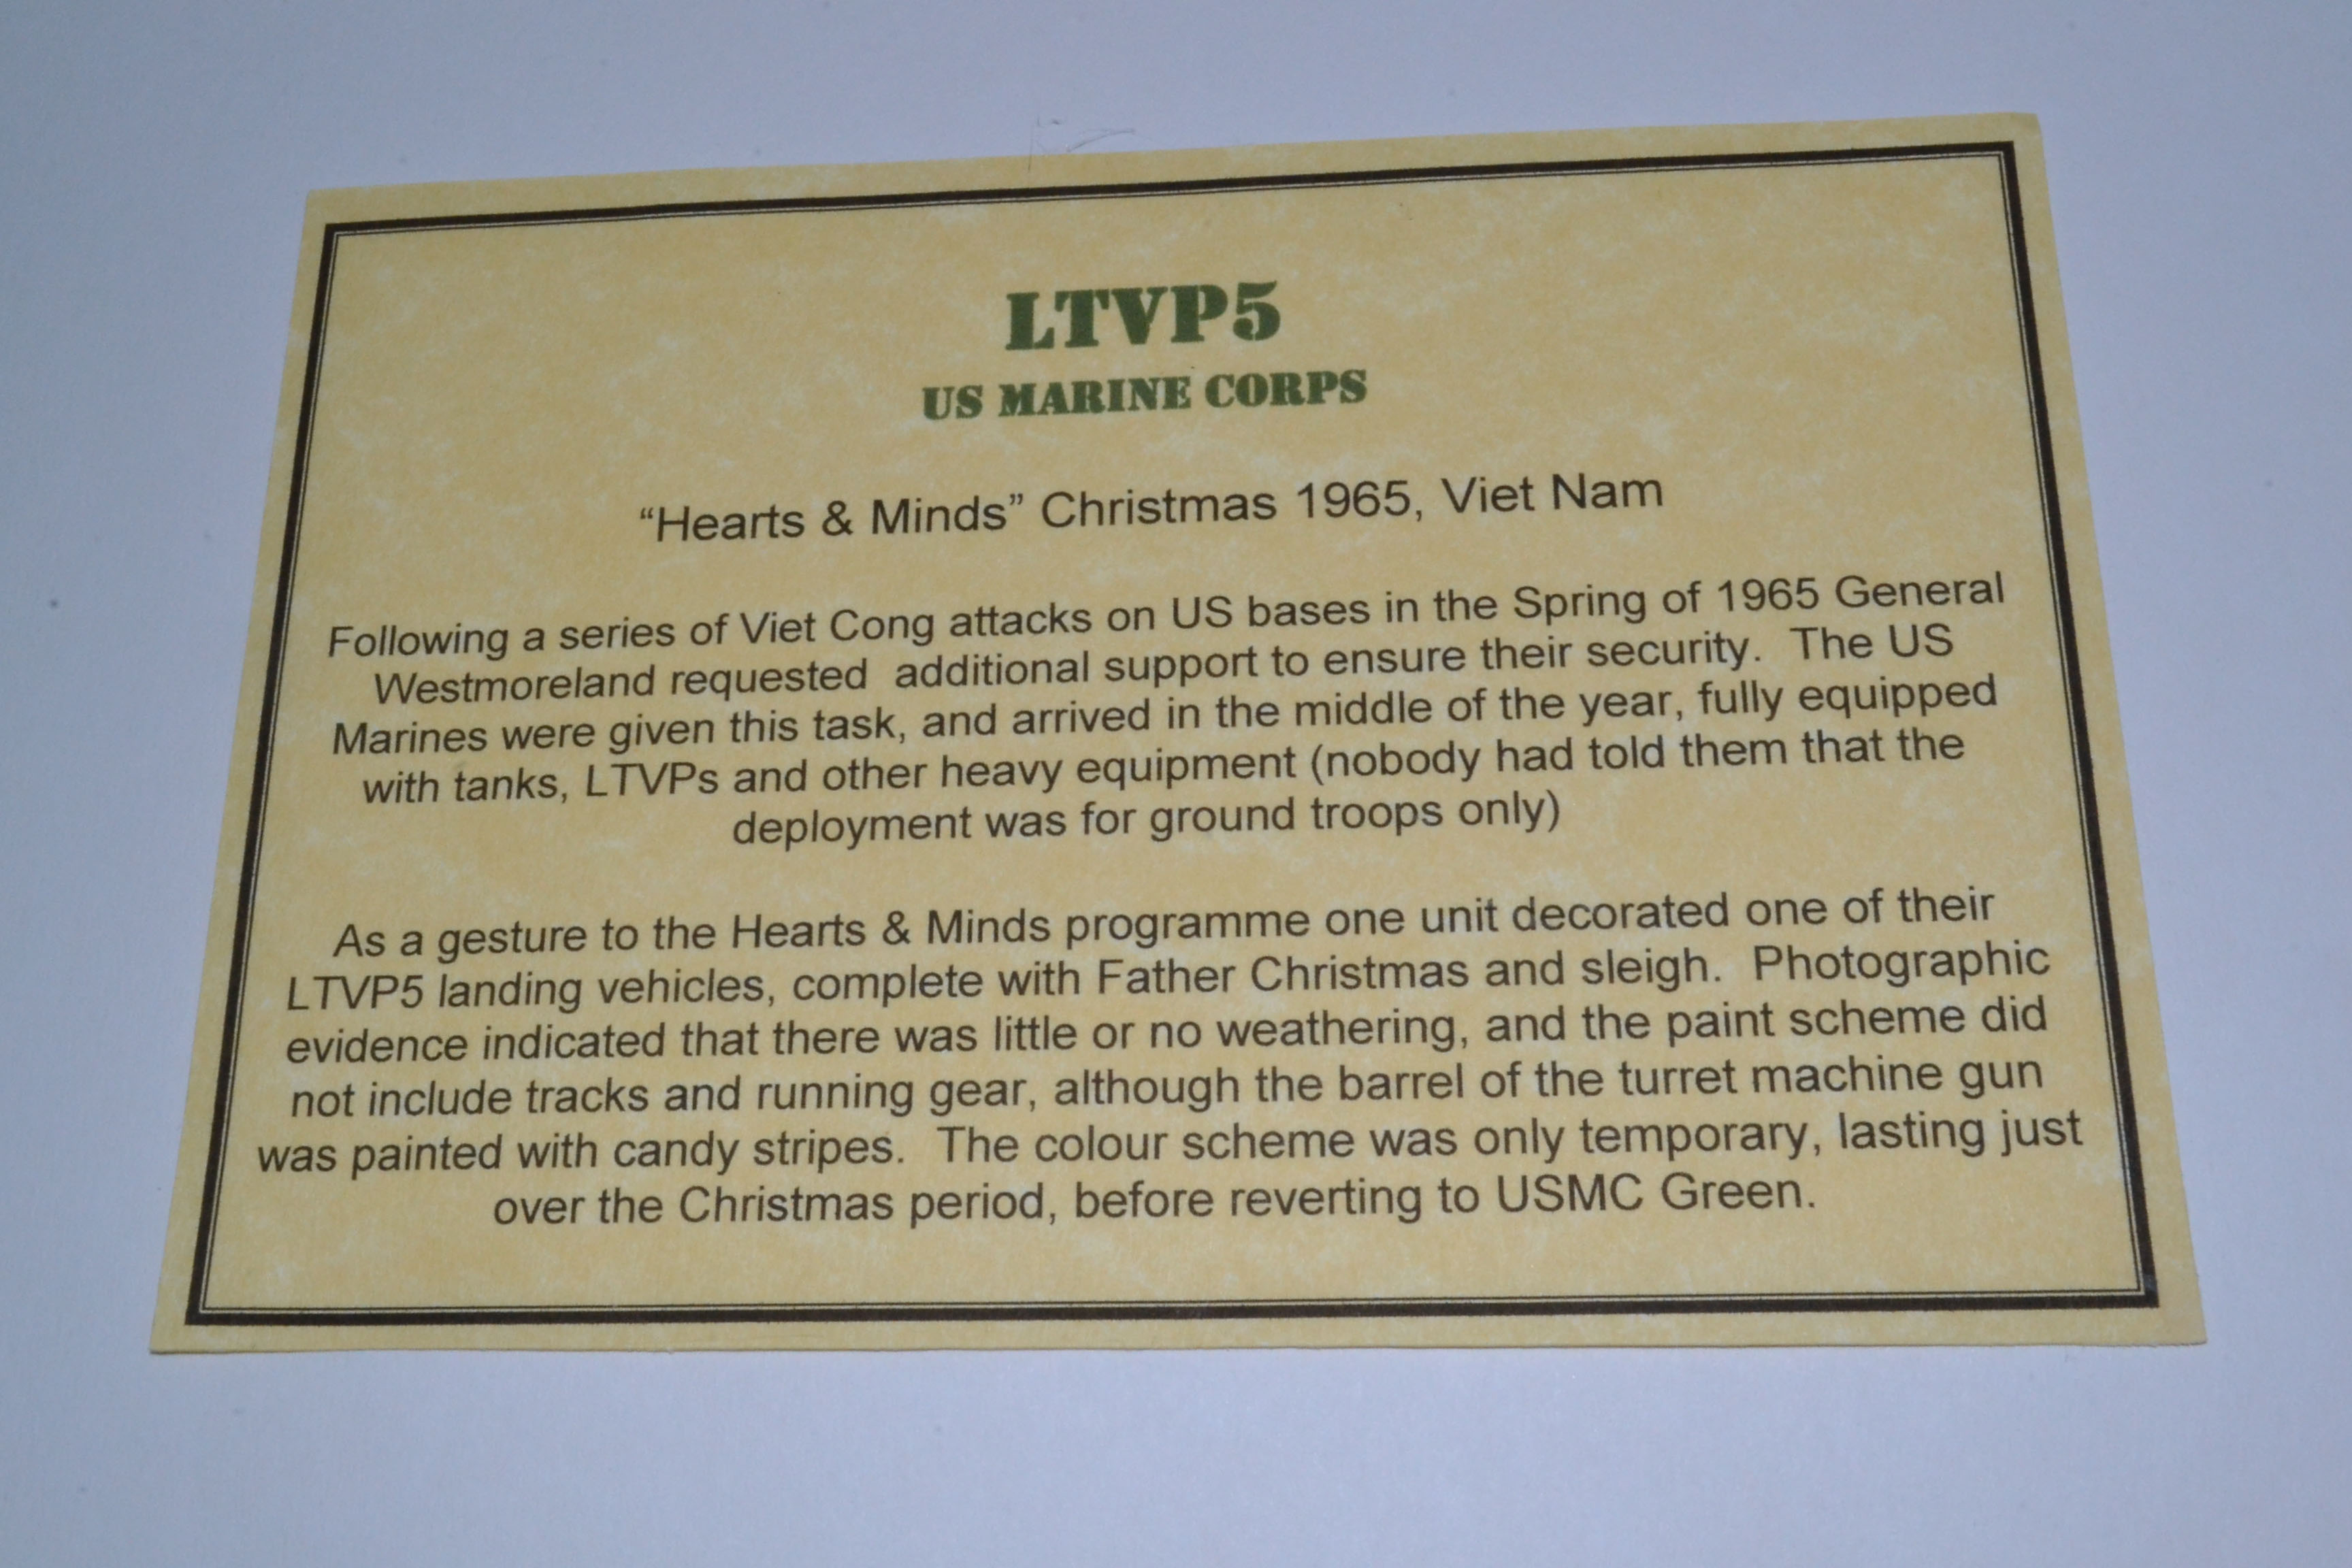 LTVP5
US MARINE CORPS
“Hearts & Minds” Christmas 1965, Viet Nam
Following a series of Viet Cong attacks on US bases in the Spring of 1965 General
Westmoreland requested  additional support to ensure their security.  The US
Marines were given this task, and arrived in the middle of the year, fully equipped
with tanks, LTVPs and other heavy equipment (nobody had told them that the
deployment was for ground troops only)
As a gesture to the Hearts & Minds programme one unit decorated one of their
LTVP5 landing vehicles, complete with Father Christmas and sleigh.  Photographic
evidence indicated that there was little or no weathering, and the paint scheme did
not include tracks and running gear, although the barrel of the turret machine gun
was painted with candy stripes.  The colour scheme was only temporary, lasting just
over the Christmas period, before reverting to USMC Green.